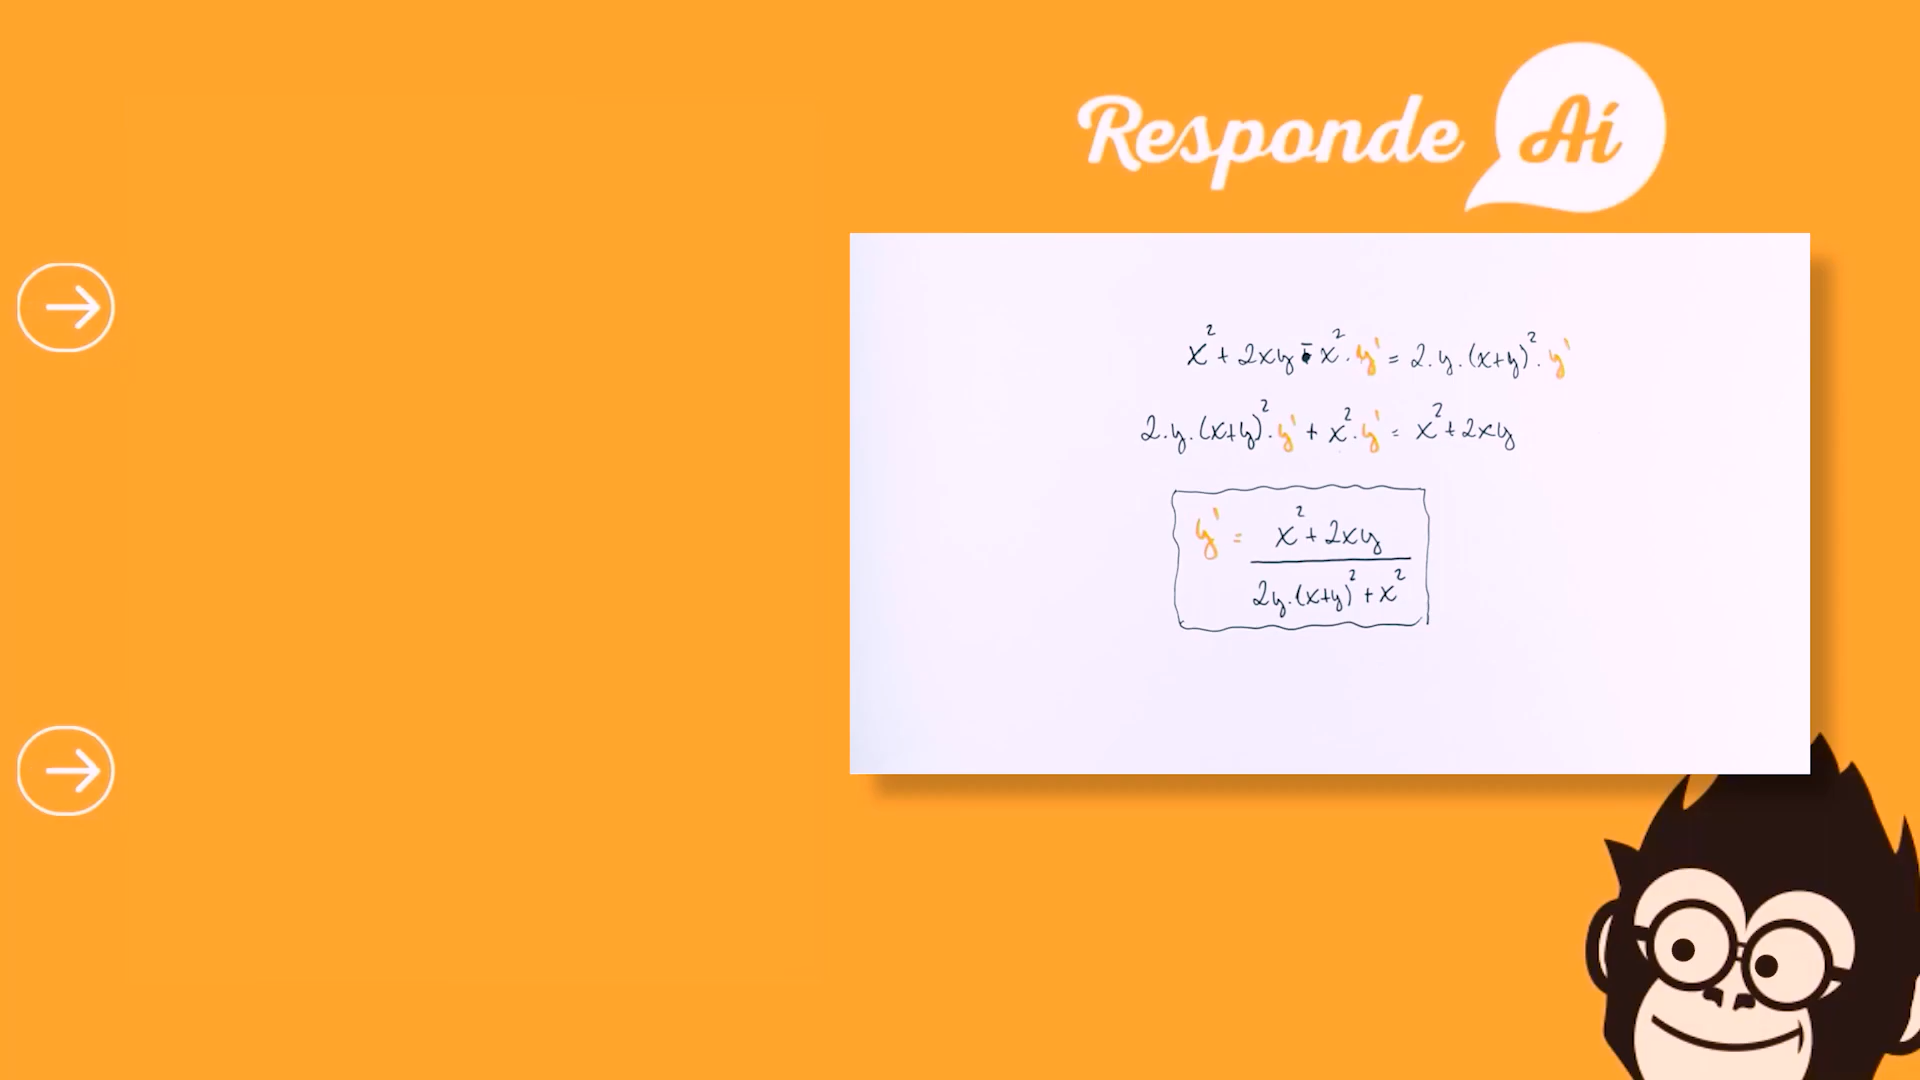 Responde Aí
x² + 2xy - x² . y' = 2.y.(x+y)² . y'
2.y.(x+y)² . y' + x² . y' = x² + 2xy
y' = x² + 2xy / 2y.(x+y)² + x²